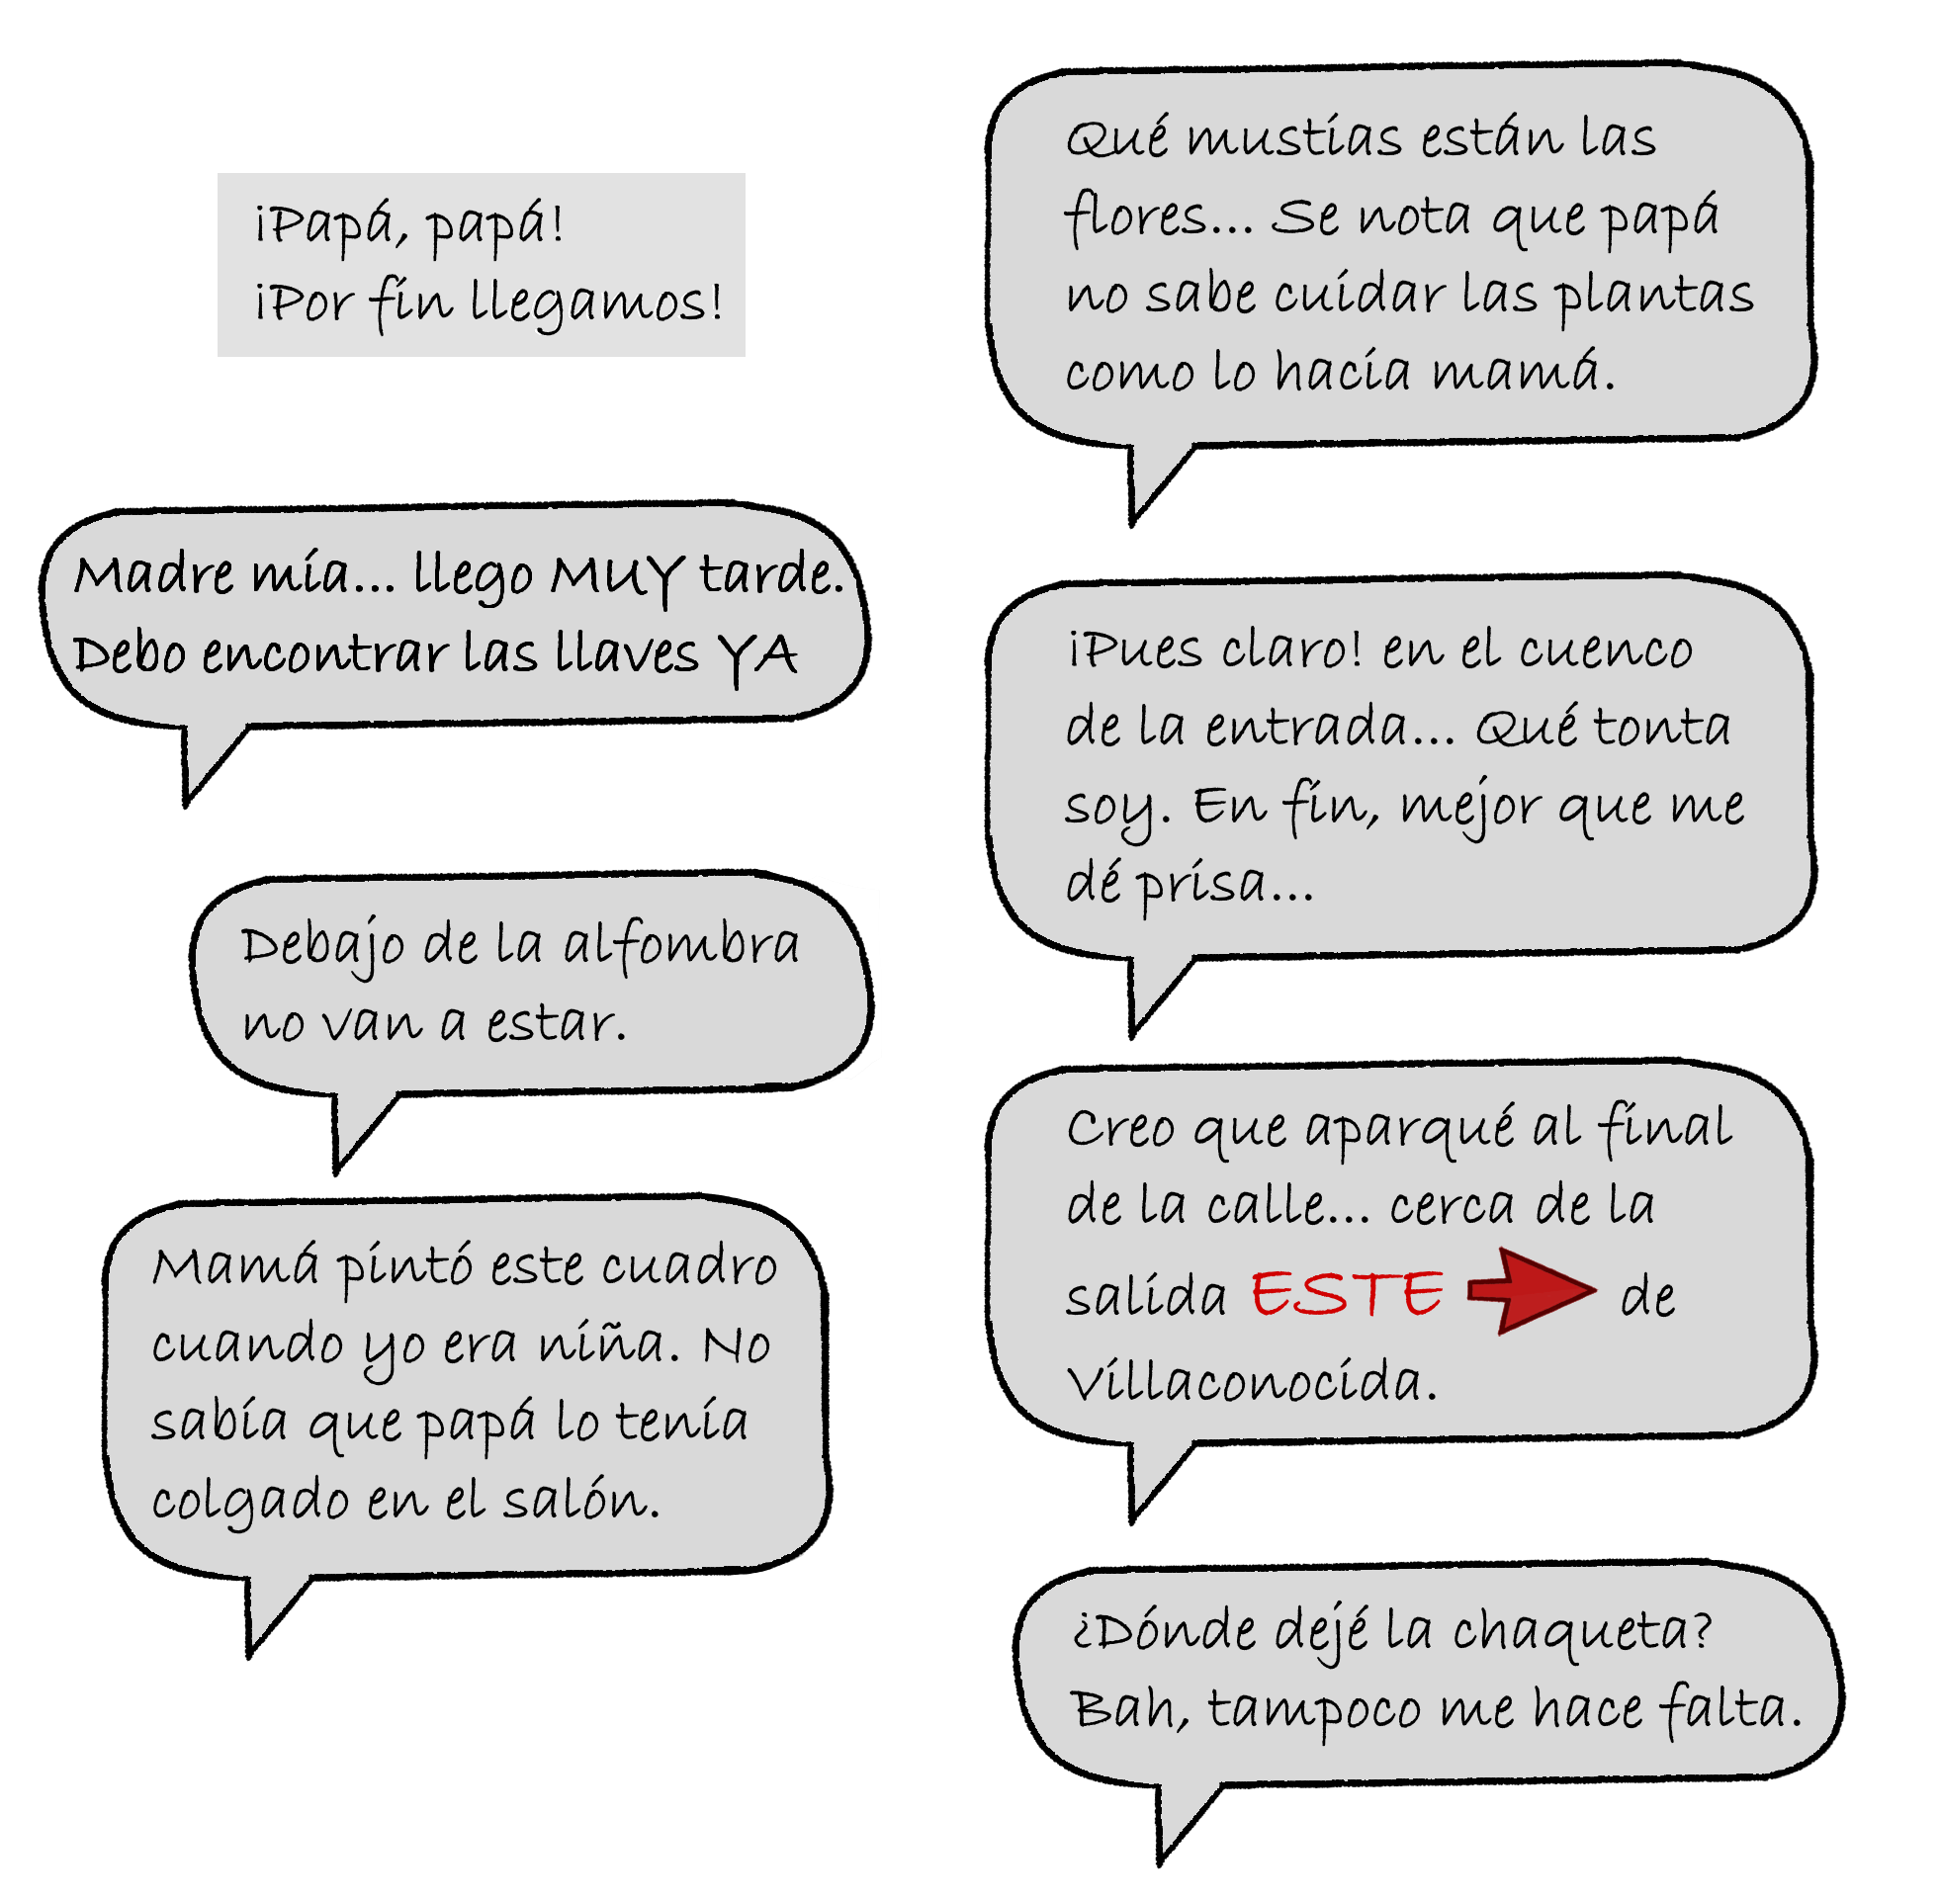 ¡Papá, papá!
¡Por fin llegamos!
Madre mía... llego MUY tarde.
Debo encontrar las llaves YA
Debajo de la alfombra
no van a estar.
Mamá pintó este cuadro
cuando yo era niña. No
sabía que papá lo tenía
colgado en el salón.
Qué mustias están las
flores... Se nota que papá
no sabe cuidar las plantas
como lo hacía mamá.
¡Pues claro! en el cuenco
de la entrada... Qué tonta
soy. En fin, mejor que me
dé prisa...
Creo que aparqué al final
de la calle... cerca de la
salida ESTE de
Villaconocida.
¿Dónde dejé la chaqueta?
Bah, tampoco me hace falta.